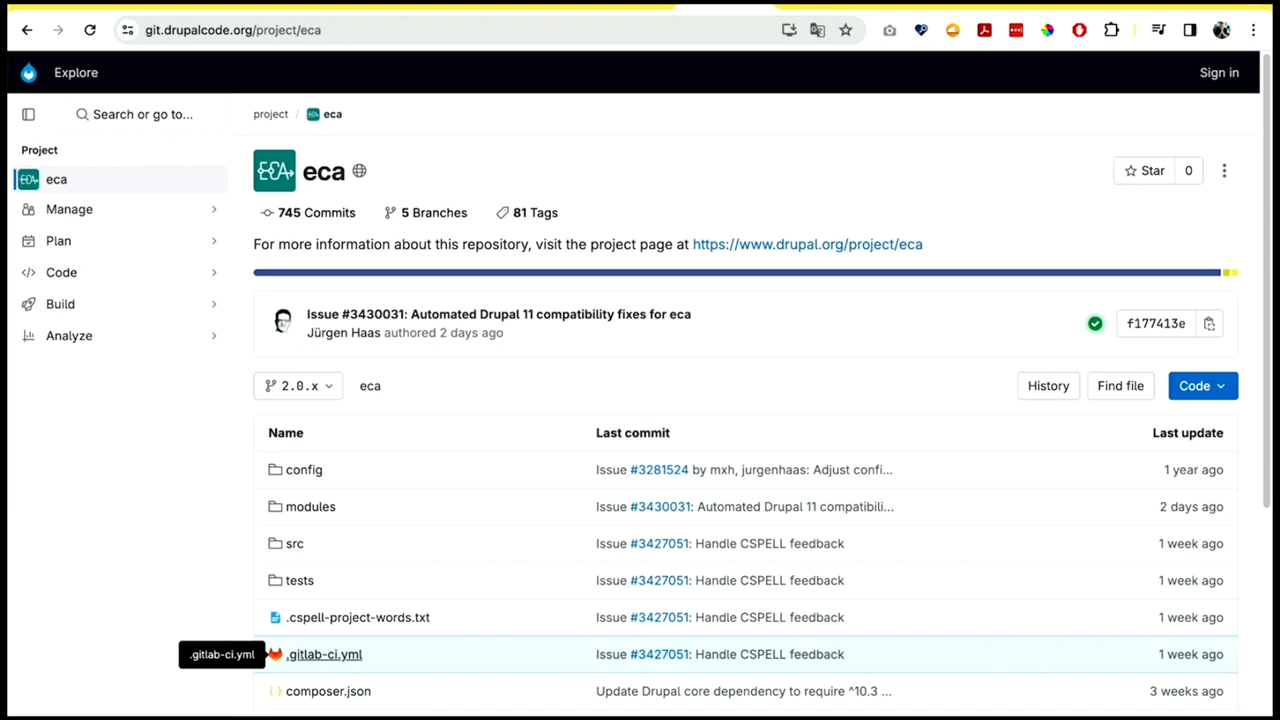 git.drupalcode.org/project/eca
Explore
Sign in
Search or go to...
project / eca
Project
eca
Manage
Plan
Code
Build
Analyze
ECA
eca
Star 0
745 Commits 5 Branches 81 Tags
For more information about this repository, visit the project page at https://www.drupal.org/project/eca
Issue #3430031: Automated Drupal 11 compatibility fixes for eca
Jürgen Haas authored 2 days ago
f177413e
2.0.x eca History Find file Code
Name Last commit Last update
config Issue #3281524 by mxh, jurgenhaas: Adjust confi... 1 year ago
modules Issue #3430031: Automated Drupal 11 compatibili... 2 days ago
src Issue #3427051: Handle CSPELL feedback 1 week ago
tests Issue #3427051: Handle CSPELL feedback 1 week ago
.cspell-project-words.txt Issue #3427051: Handle CSPELL feedback 1 week ago
.gitlab-ci.yml .gitlab-ci.yml Issue #3427051: Handle CSPELL feedback 1 week ago
composer.json Update Drupal core dependency to require ^10.3 ... 3 weeks ago